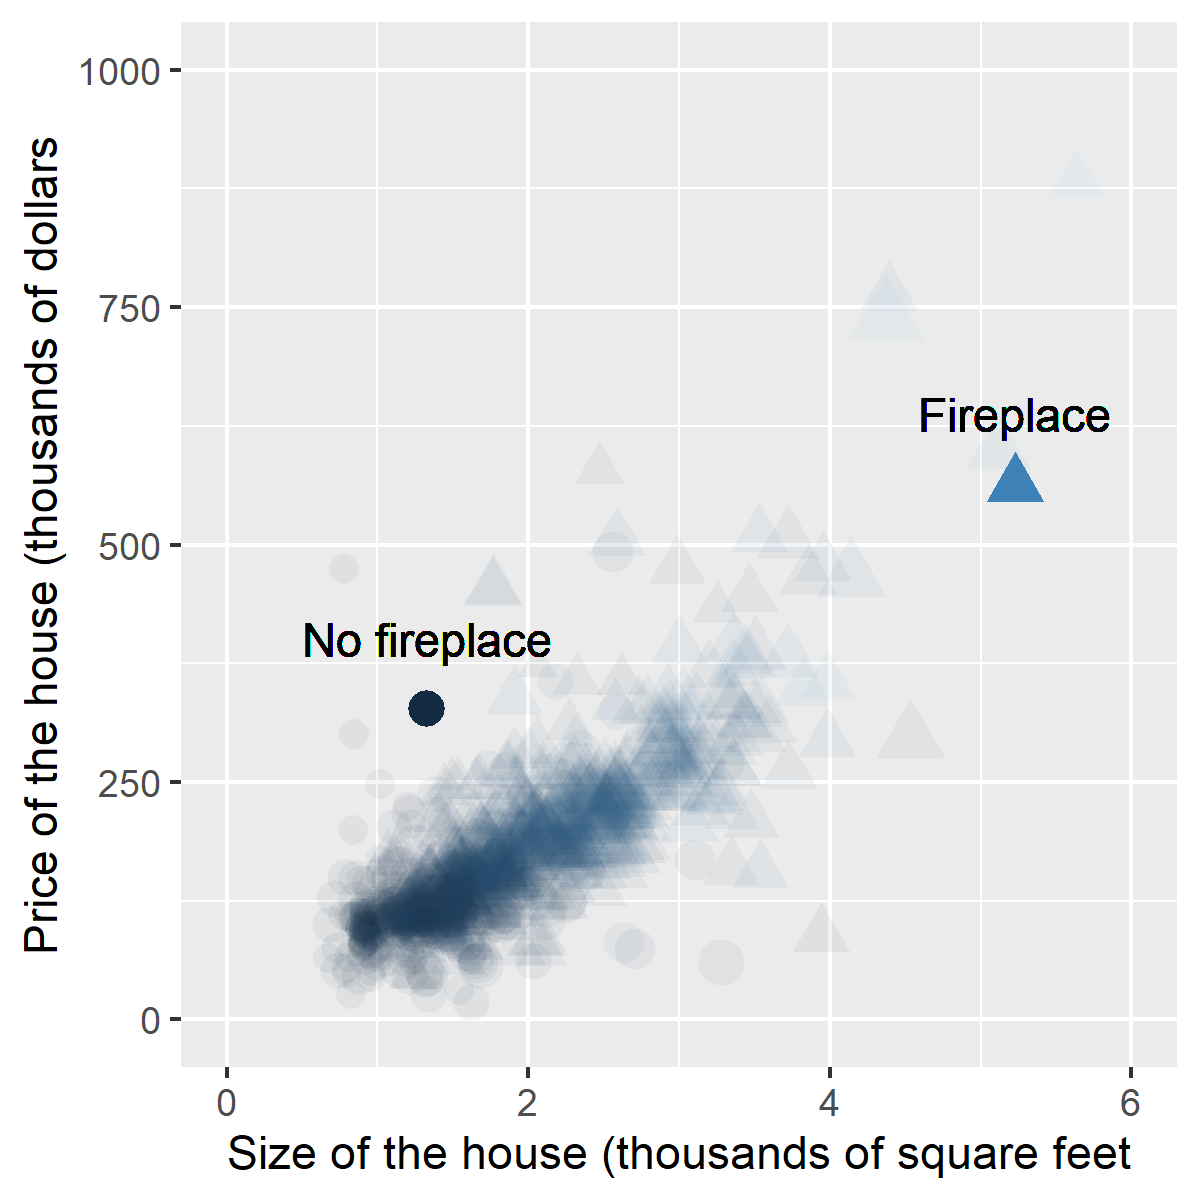 1000
750
500
250
0
Fireplace
No fireplace
0 2 4 6
Size of the house (thousands of square feet
Price of the house (thousands of dollars